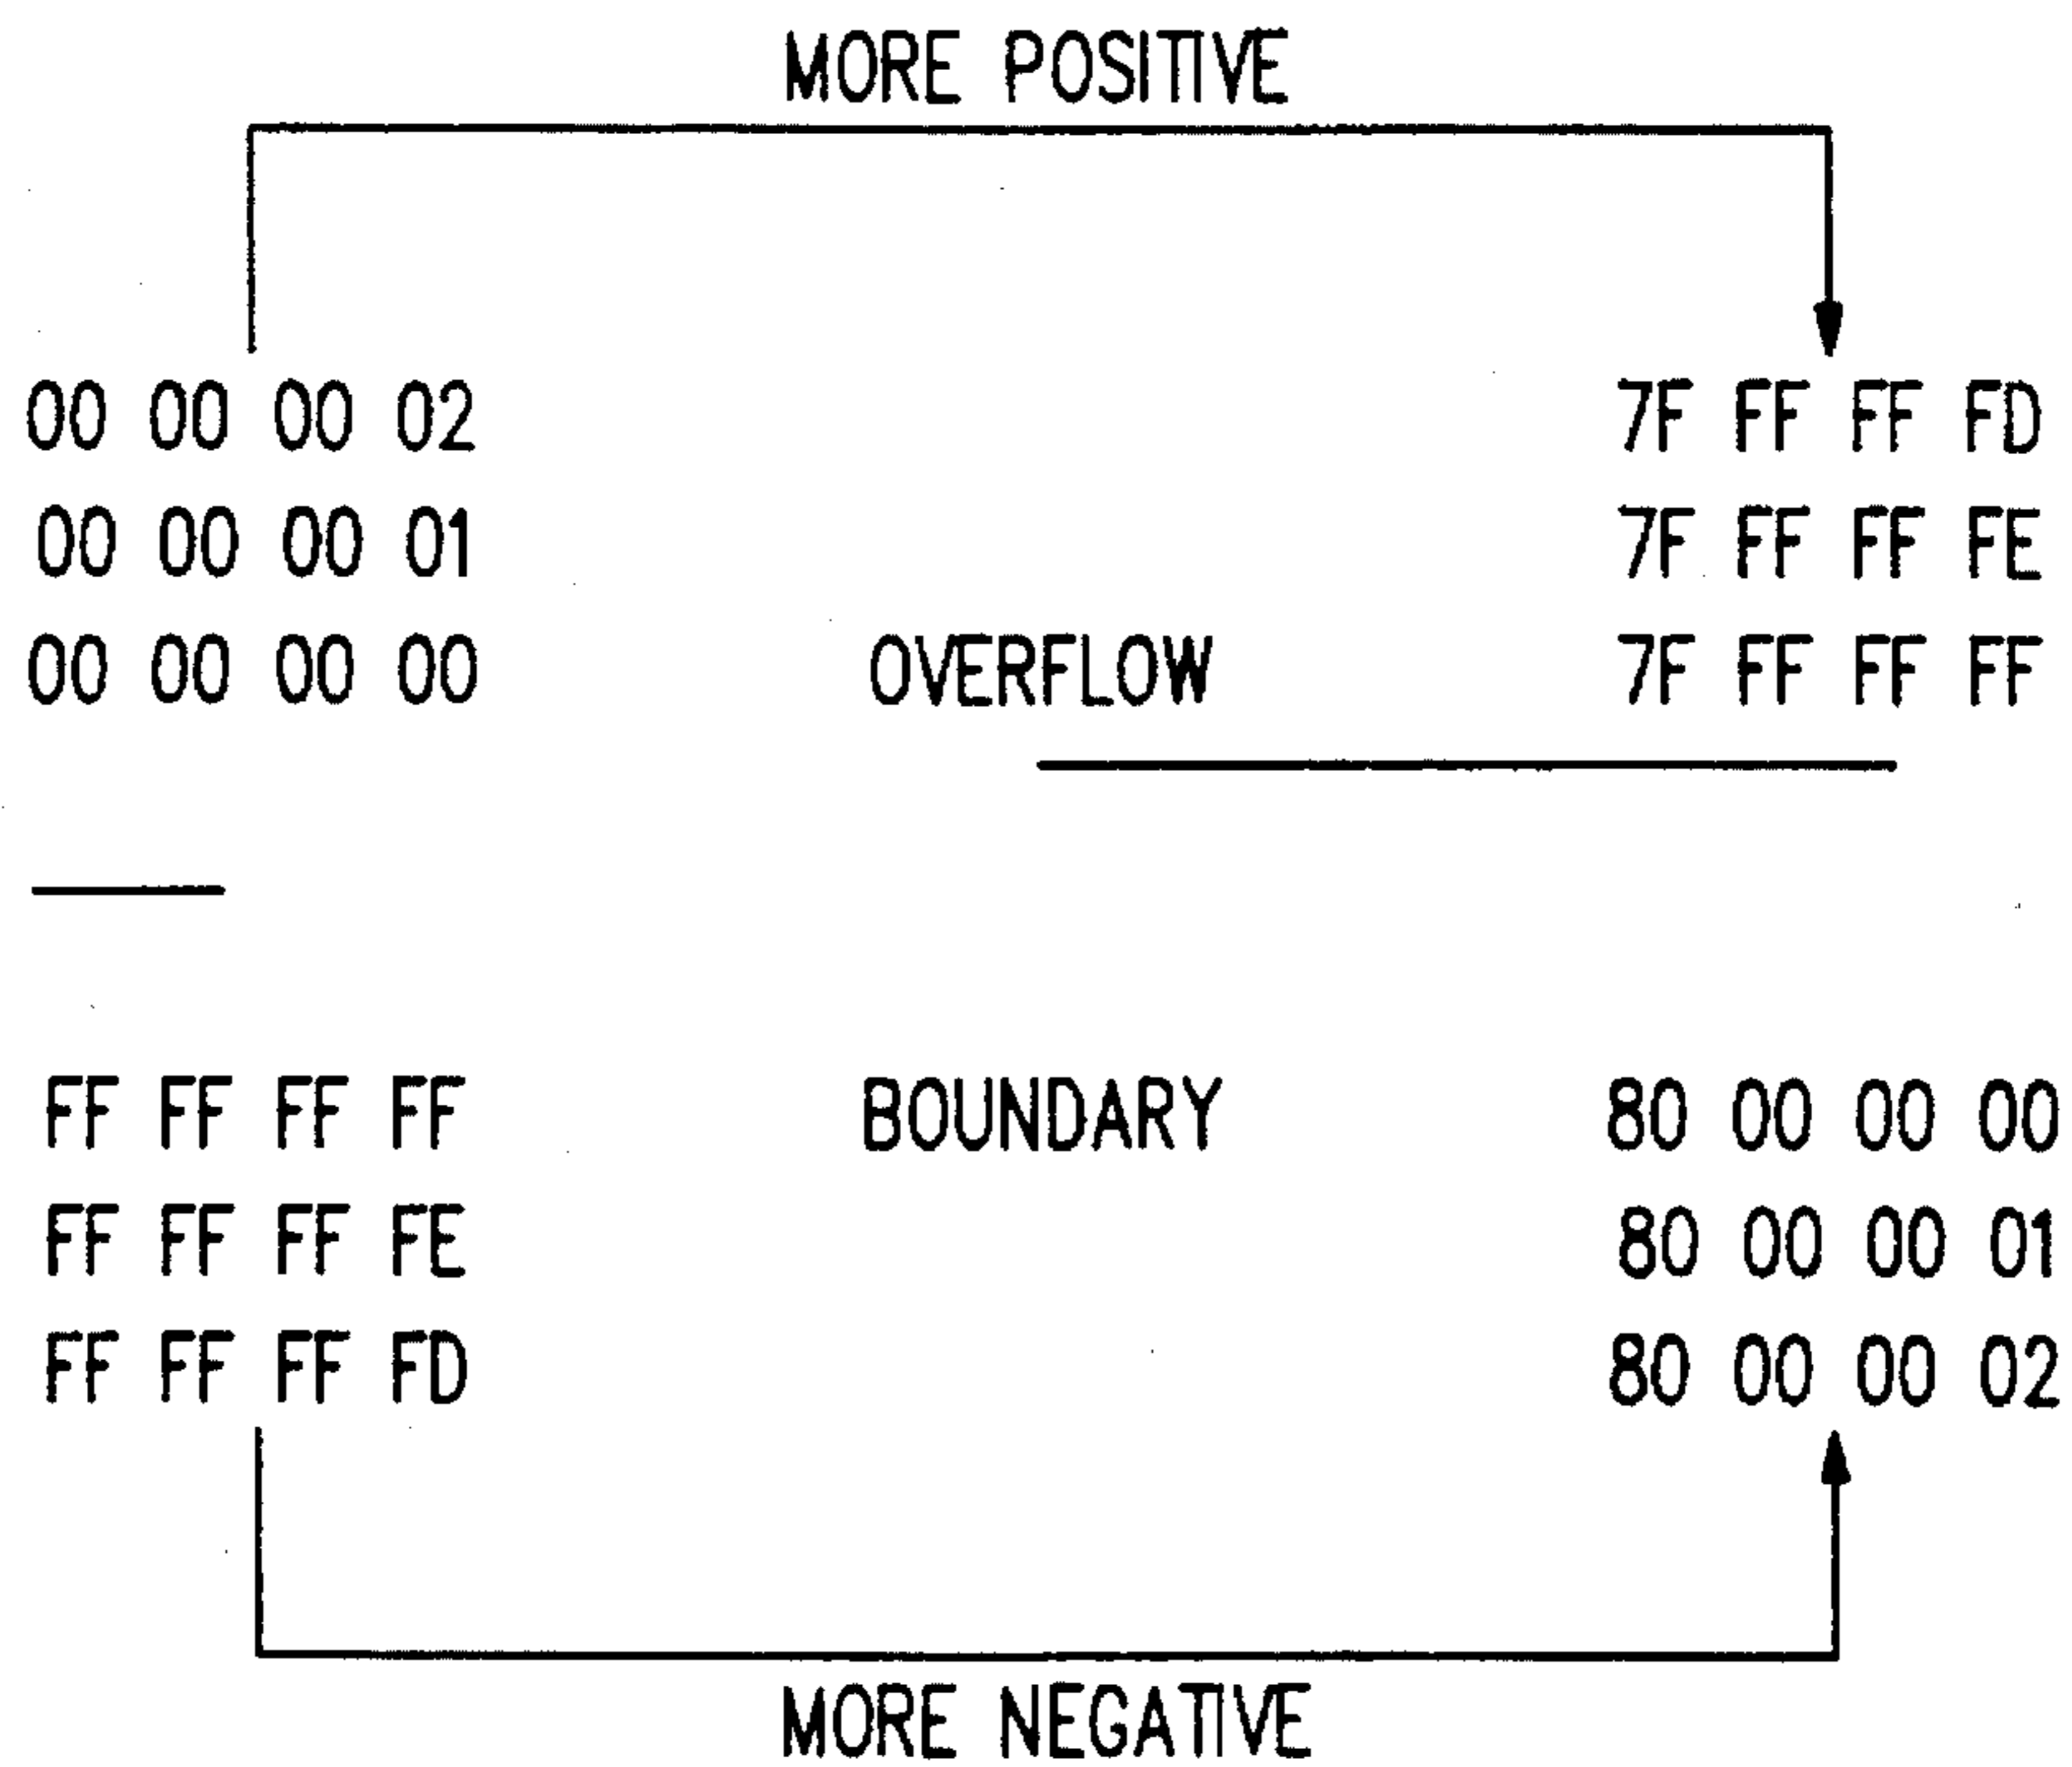 MORE POSITIVE
00 00 00 02 7F FF FF FD
00 00 00 01 7F FF FF FE
00 00 00 00 OVERFLOW 7F FF FF FF
FF FF FF FF BOUNDARY 80 00 00 00
FF FF FF FE 80 00 00 01
FF FF FF FD 80 00 00 02
MORE NEGATIVE